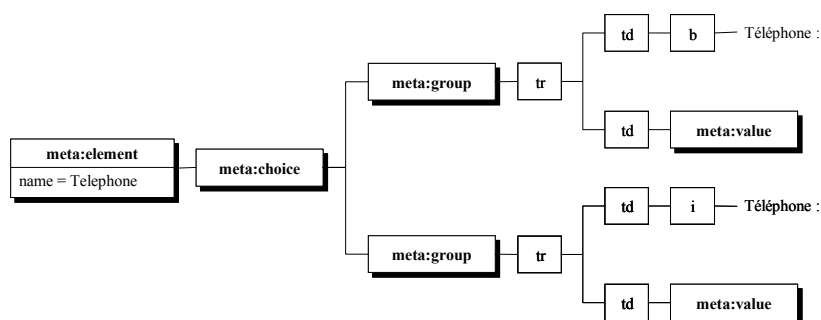 meta:element
name = Telephone
meta:choice
meta:group
tr
td
b
Téléphone :
td
meta:value
meta:group
tr
td
i
Téléphone :
td
meta:value